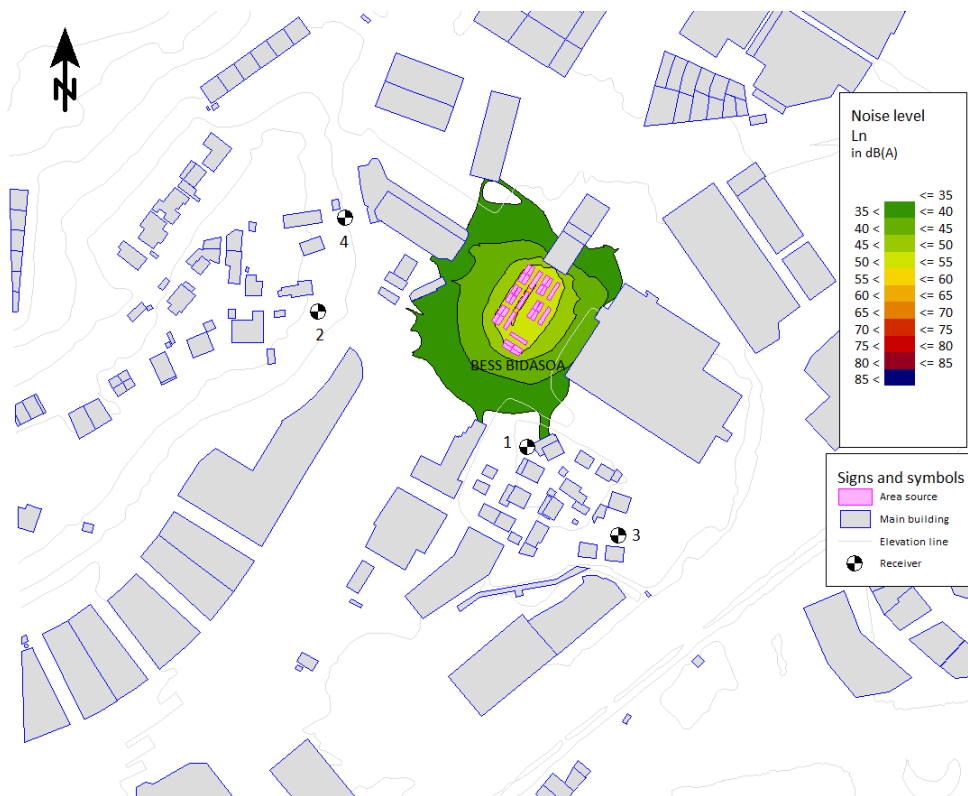 N
Noise level
Ln
in dB(A)
<= 35
35 < <= 40
40 < <= 45
45 < <= 50
50 < <= 55
55 < <= 60
60 < <= 65
65 < <= 70
70 < <= 75
75 < <= 80
80 < <= 85
85 <
4
2
BESS BIDASOA
1
3
Signs and symbols
Area source
Main building
Elevation line
Receiver